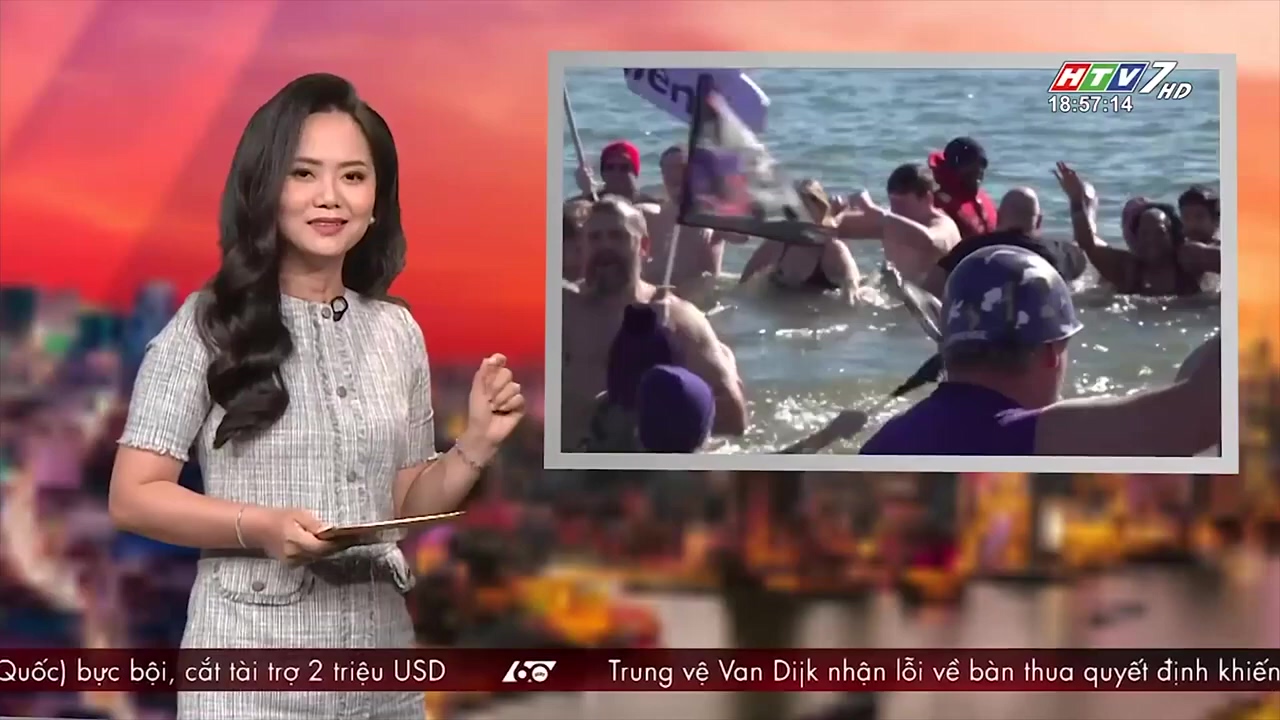 HTV7 HD
18:57:14
Quốc) bực bội, cắt tài trợ 2 triệu USD
60 Trung vệ Van Dijk nhận lỗi về bàn thua quyết định khiến